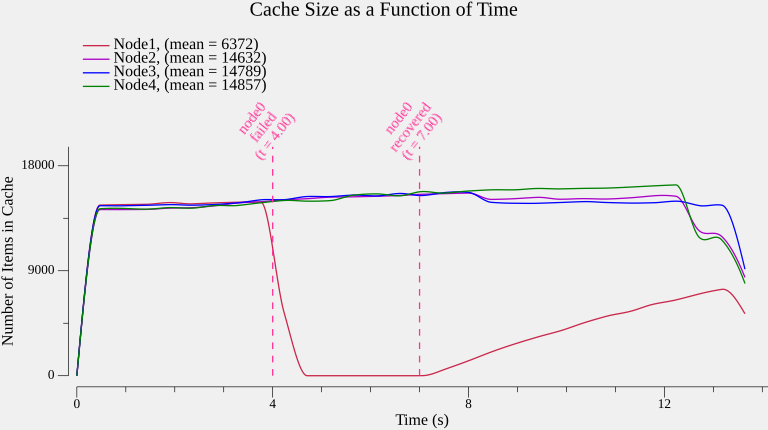 Cache Size as a Function of Time
Node1, (mean = 6372)
Node2, (mean = 14632)
Node3, (mean = 14789)
Node4, (mean = 14857)
node0
failed
(t = 4.00)
node0
recovered
(t = 7.00)
Number of Items in Cache
18000
9000
0
0 4 8 12
Time (s)